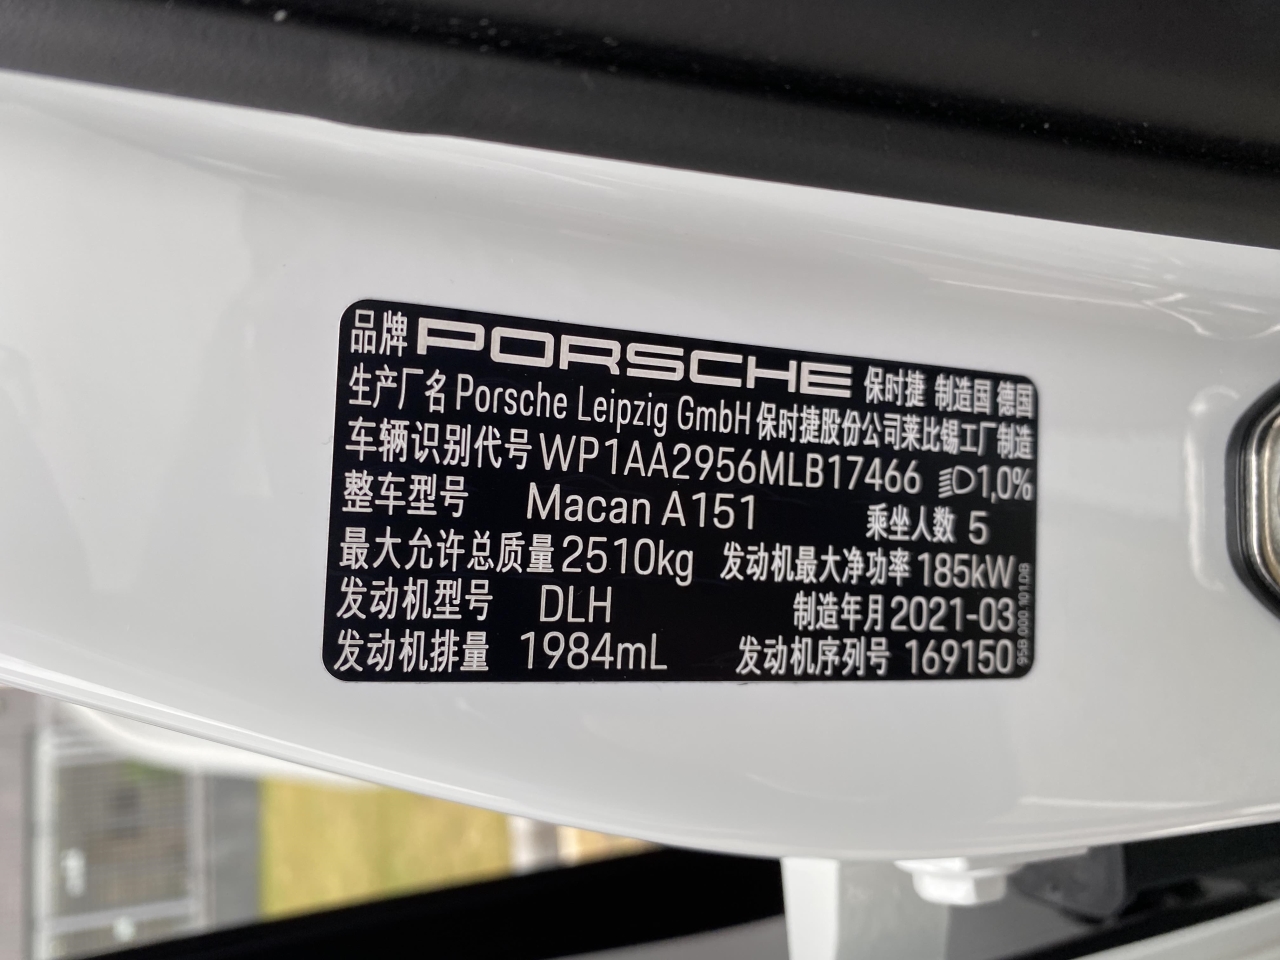 品牌 PORSCHE 保时捷 制造国 德国
生产厂名 Porsche Leipzig GmbH 保时捷股份公司莱比锡工厂制造
车辆识别代号 WP1AA2956MLB17466 1,0%
整车型号 Macan A151 乘坐人数 5
最大允许总质量 2510kg 发动机最大净功率 185kW
发动机型号 DLH 制造年月 2021-03
发动机排量 1984mL 发动机序列号 169150
95B.000.101.DB